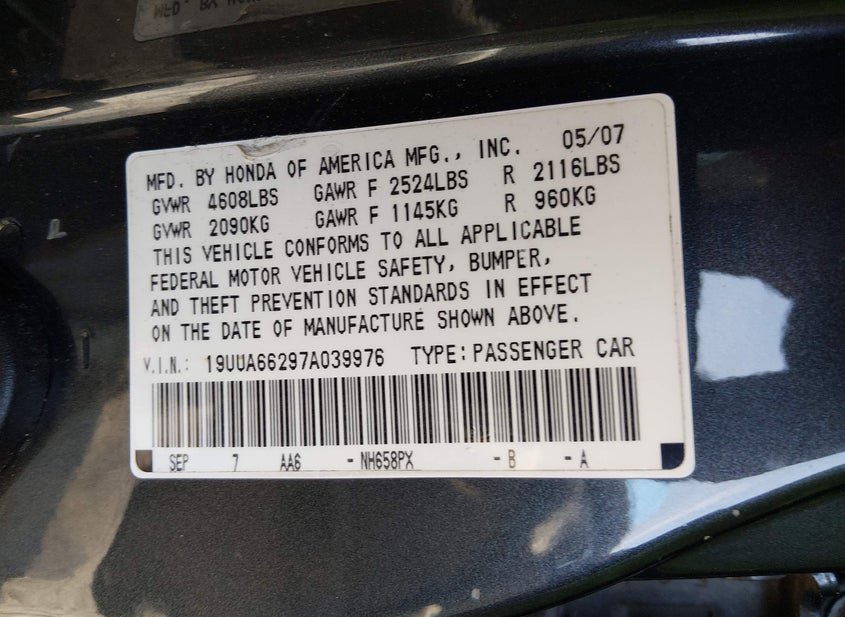 MFD. BY HONDA OF AMERICA MFG., INC. 05/07
GVWR 4608LBS GAWR F 2524LBS R 2116LBS
GVWR 2090KG GAWR F 1145KG R 960KG
THIS VEHICLE CONFORMS TO ALL APPLICABLE
FEDERAL MOTOR VEHICLE SAFETY, BUMPER,
AND THEFT PREVENTION STANDARDS IN EFFECT
ON THE DATE OF MANUFACTURE SHOWN ABOVE.
V.I.N.: 19UUA66297A039976 TYPE: PASSENGER CAR
SEP 7 AA6 - NH658PX - B - A